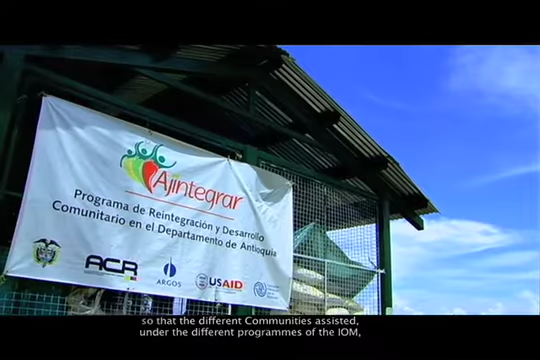 Ajintegrar
Programa de Reintegración y Desarrollo
Comunitario en el Departamento de Antioquia
ACR
ARGOS
USAID
so that the different Communities assisted,
under the different programmes of the IOM,